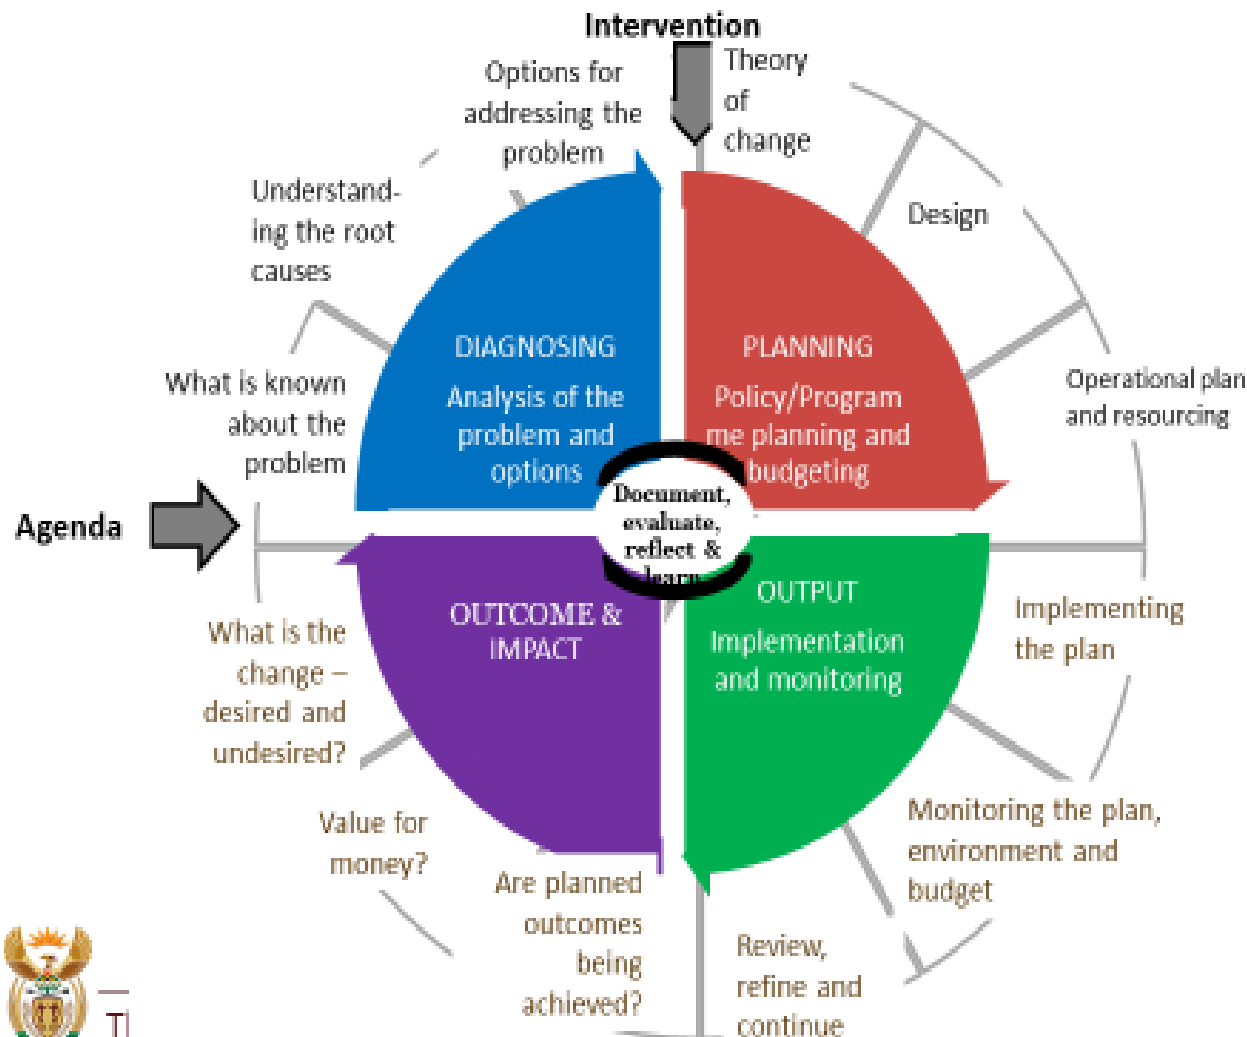 Intervention
Options for
addressing the
problem
Theory
of
change
Understand-
ing the root
causes
Design
DIAGNOSING
Analysis of the
problem and
options
PLANNING
Policy/Program
me planning and
budgeting
What is known
about the
problem
Operational plan
and resourcing
Agenda
Document,
evaluate,
reflect &
learn
OUTCOME &
IMPACT
OUTPUT
Implementation
and monitoring
Implementing
the plan
What is the
change –
desired and
undesired?
Value for
money?
Monitoring the plan,
environment and
budget
Are planned
outcomes
being
achieved?
Review,
refine and
continue